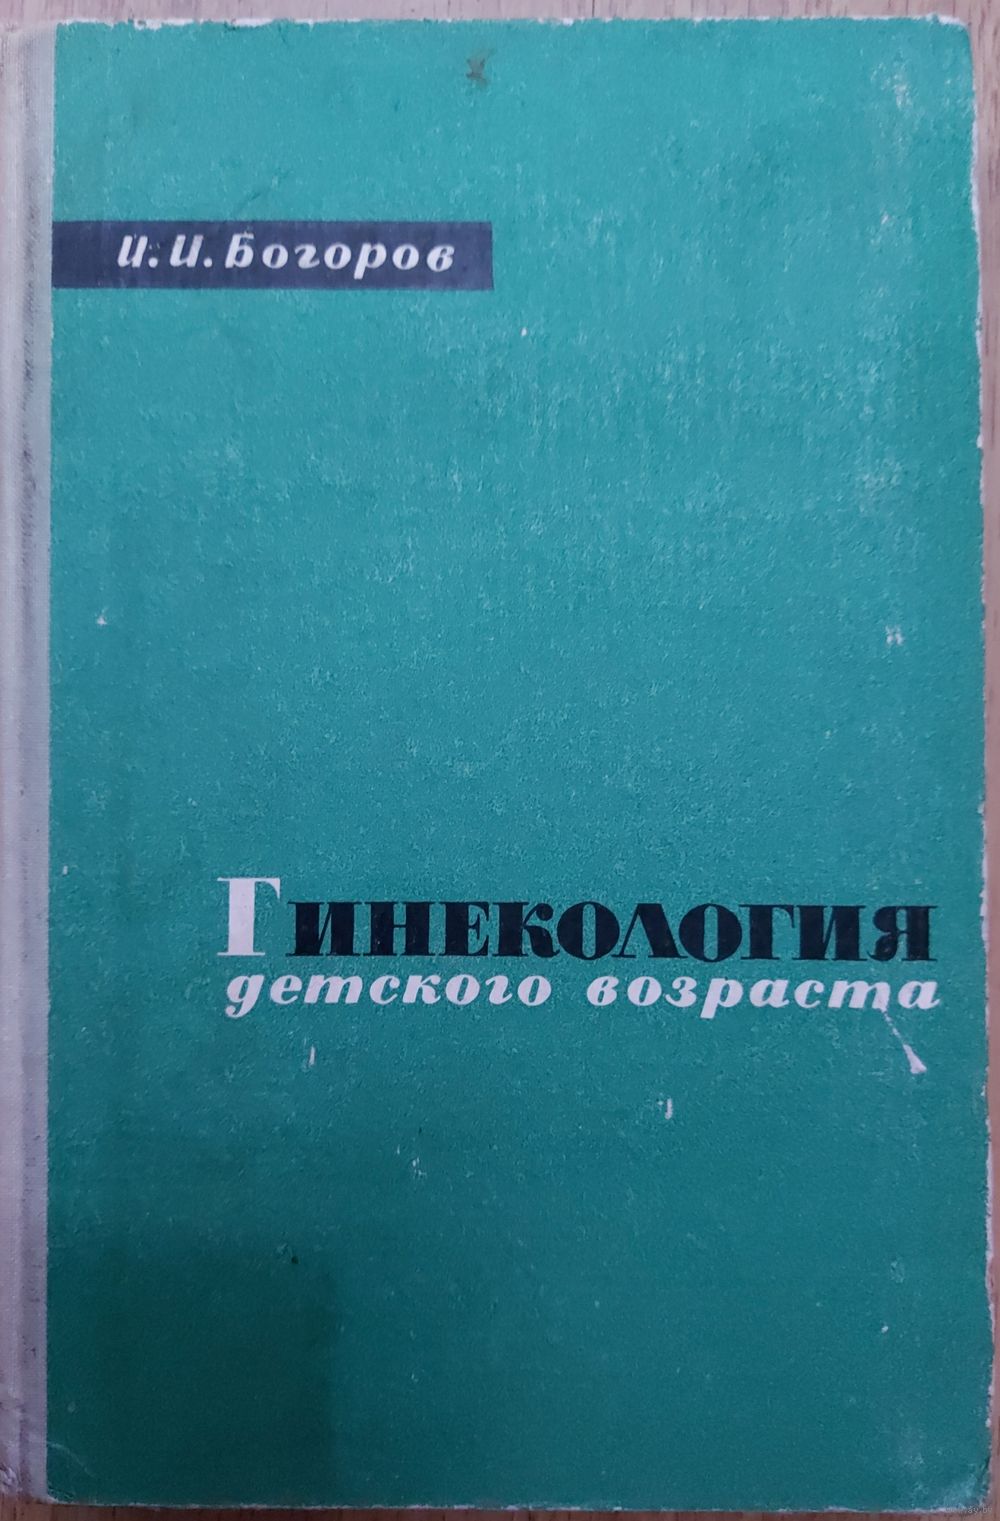 И. И. Богоров
Гинекология
детского возраста